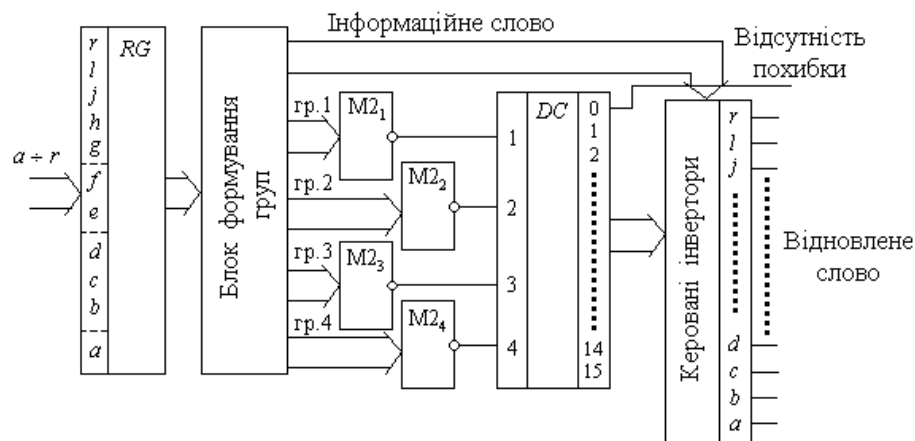 Інформаційне слово
Відсутність
похибки
r
l
j
h
g
f
e
d
c
b
a
RG
a ÷ r
Блок формування
груп
гр.1
гр.2
гр.3
гр.4
M2₁
M2₂
M2₃
M2₄
1
2
3
4
DC
0
1
2
14
15
Керовані інвертори
r
l
j
d
c
b
a
Відновлене
слово